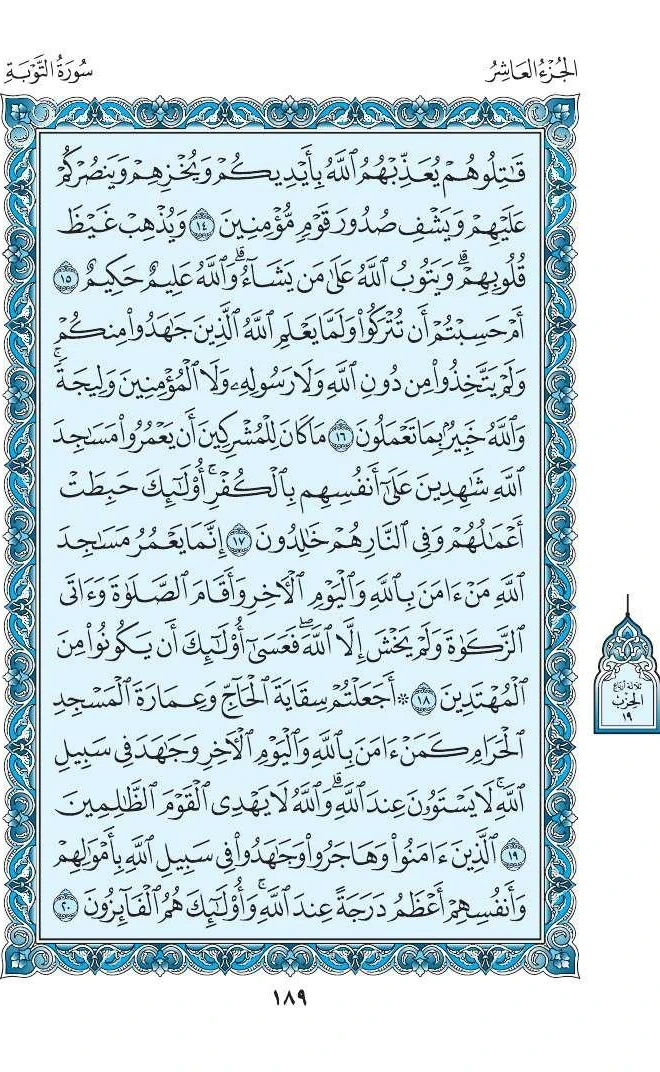 الجُزْءُ العَاشِرُ
سُورَةُ التَّوْبَةِ
قَٰتِلُوهُمْ يُعَذِّبْهُمُ ٱللَّهُ بِأَيْدِيكُمْ وَيُخْزِهِمْ وَيَنصُرْكُمْ
عَلَيْهِمْ وَيَشْفِ صُدُورَ قَوْمٍ مُّؤْمِنِينَ ١٤ وَيُذْهِبْ غَيْظَ
قُلُوبِهِمْۗ وَيَتُوبُ ٱللَّهُ عَلَىٰ مَن يَشَآءُۗ وَٱللَّهُ عَلِيمٌ حَكِيمٌ ١٥
أَمْ حَسِبْتُمْ أَن تُتْرَكُوا۟ وَلَمَّا يَعْلَمِ ٱللَّهُ ٱلَّذِينَ جَٰهَدُوا۟ مِنكُمْ
وَلَمْ يَتَّخِذُوا۟ مِن دُونِ ٱللَّهِ وَلَا رَسُولِهِۦ وَلَا ٱلْمُؤْمِنِينَ وَلِيجَةًۚ
وَٱللَّهُ خَبِيرٌۢ بِمَا تَعْمَلُونَ ١٦ مَا كَانَ لِلْمُشْرِكِينَ أَن يَعْمُرُوا۟ مَسَٰجِدَ
ٱللَّهِ شَٰهِدِينَ عَلَىٰٓ أَنفُسِهِم بِٱلْكُفْرِۚ أُو۟لَٰٓئِكَ حَبِطَتْ
أَعْمَٰلُهُمْ وَفِى ٱلنَّارِ هُمْ خَٰلِدُونَ ١٧ إِنَّمَا يَعْمُرُ مَسَٰجِدَ
ٱللَّهِ مَنْ ءَامَنَ بِٱللَّهِ وَٱلْيَوْمِ ٱلْءَاخِرِ وَأَقَامَ ٱلصَّلَوٰةَ وَءَاتَى
ٱلزَّكَوٰةَ وَلَمْ يَخْشَ إِلَّا ٱللَّهَۖ فَعَسَىٰٓ أُو۟لَٰٓئِكَ أَن يَكُونُوا۟ مِنَ
ٱلْمُهْتَدِينَ ١٨ ۞ أَجَعَلْتُمْ سِقَايَةَ ٱلْحَآجِّ وَعِمَارَةَ ٱلْمَسْجِدِ
ٱلْحَرَامِ كَمَنْ ءَامَنَ بِٱللَّهِ وَٱلْيَوْمِ ٱلْءَاخِرِ وَجَٰهَدَ فِى سَبِيلِ
ٱللَّهِۚ لَا يَسْتَوُۥنَ عِندَ ٱللَّهِۗ وَٱللَّهُ لَا يَهْدِى ٱلْقَوْمَ ٱلظَّٰلِمِينَ
١٩ ٱلَّذِينَ ءَامَنُوا۟ وَهَاجَرُوا۟ وَجَٰهَدُوا۟ فِى سَبِيلِ ٱللَّهِ بِأَمْوَٰلِهِمْ
وَأَنفُسِهِمْ أَعْظَمُ دَرَجَةً عِندَ ٱللَّهِۚ وَأُو۟لَٰٓئِكَ هُمُ ٱلْفَآئِزُونَ ٢٠
ثلاثة أرباع
الحزب
١٩
١٨٩